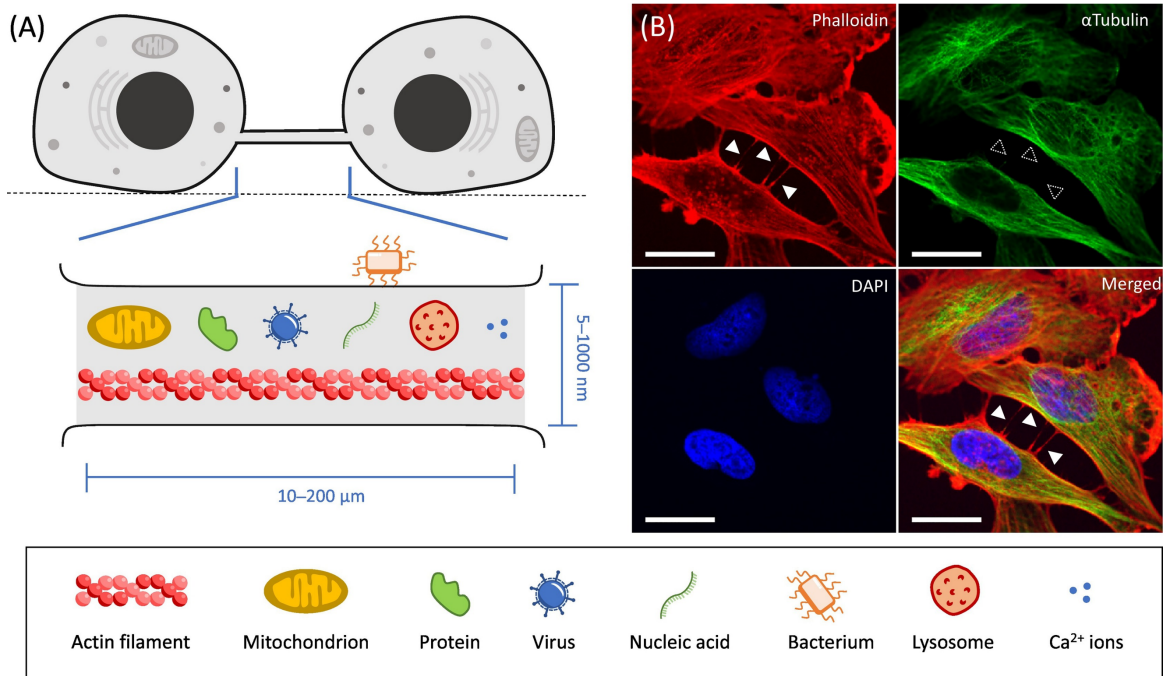 (A)
5–1000 nm
10–200 µm
(B)
Phalloidin
αTubulin
DAPI
Merged
Actin filament
Mitochondrion
Protein
Virus
Nucleic acid
Bacterium
Lysosome
Ca²⁺ ions